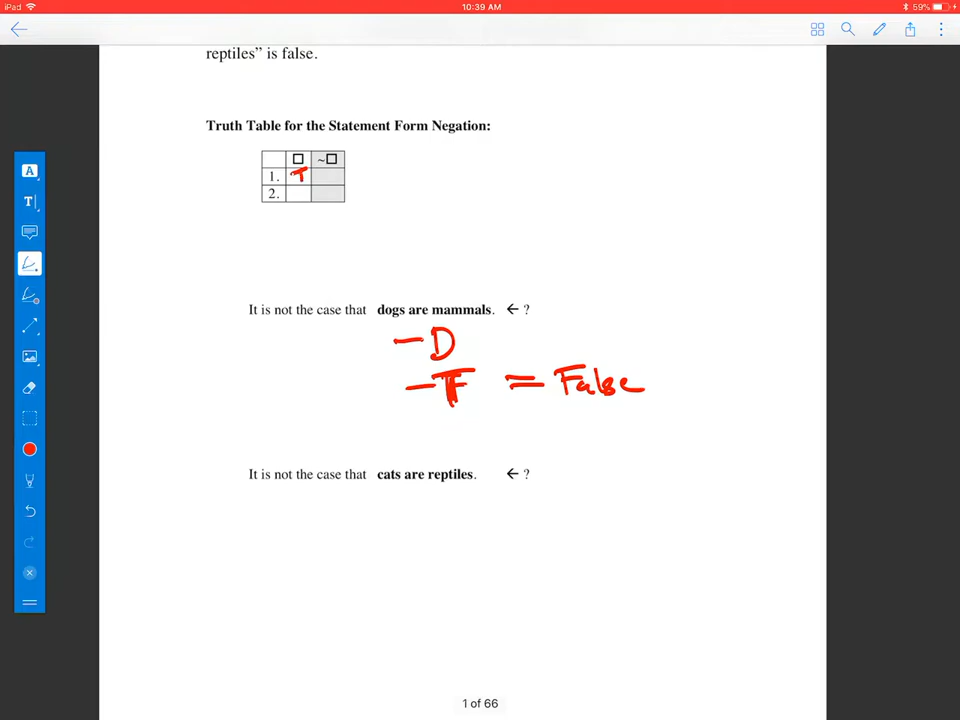 iPad 10:39 AM 59%
reptiles” is false.
Truth Table for the Statement Form Negation:
□ ~□
1. T
2.
It is not the case that dogs are mammals. ← ?
–D
= False
It is not the case that cats are reptiles. ← ?
A
T
1 of 66